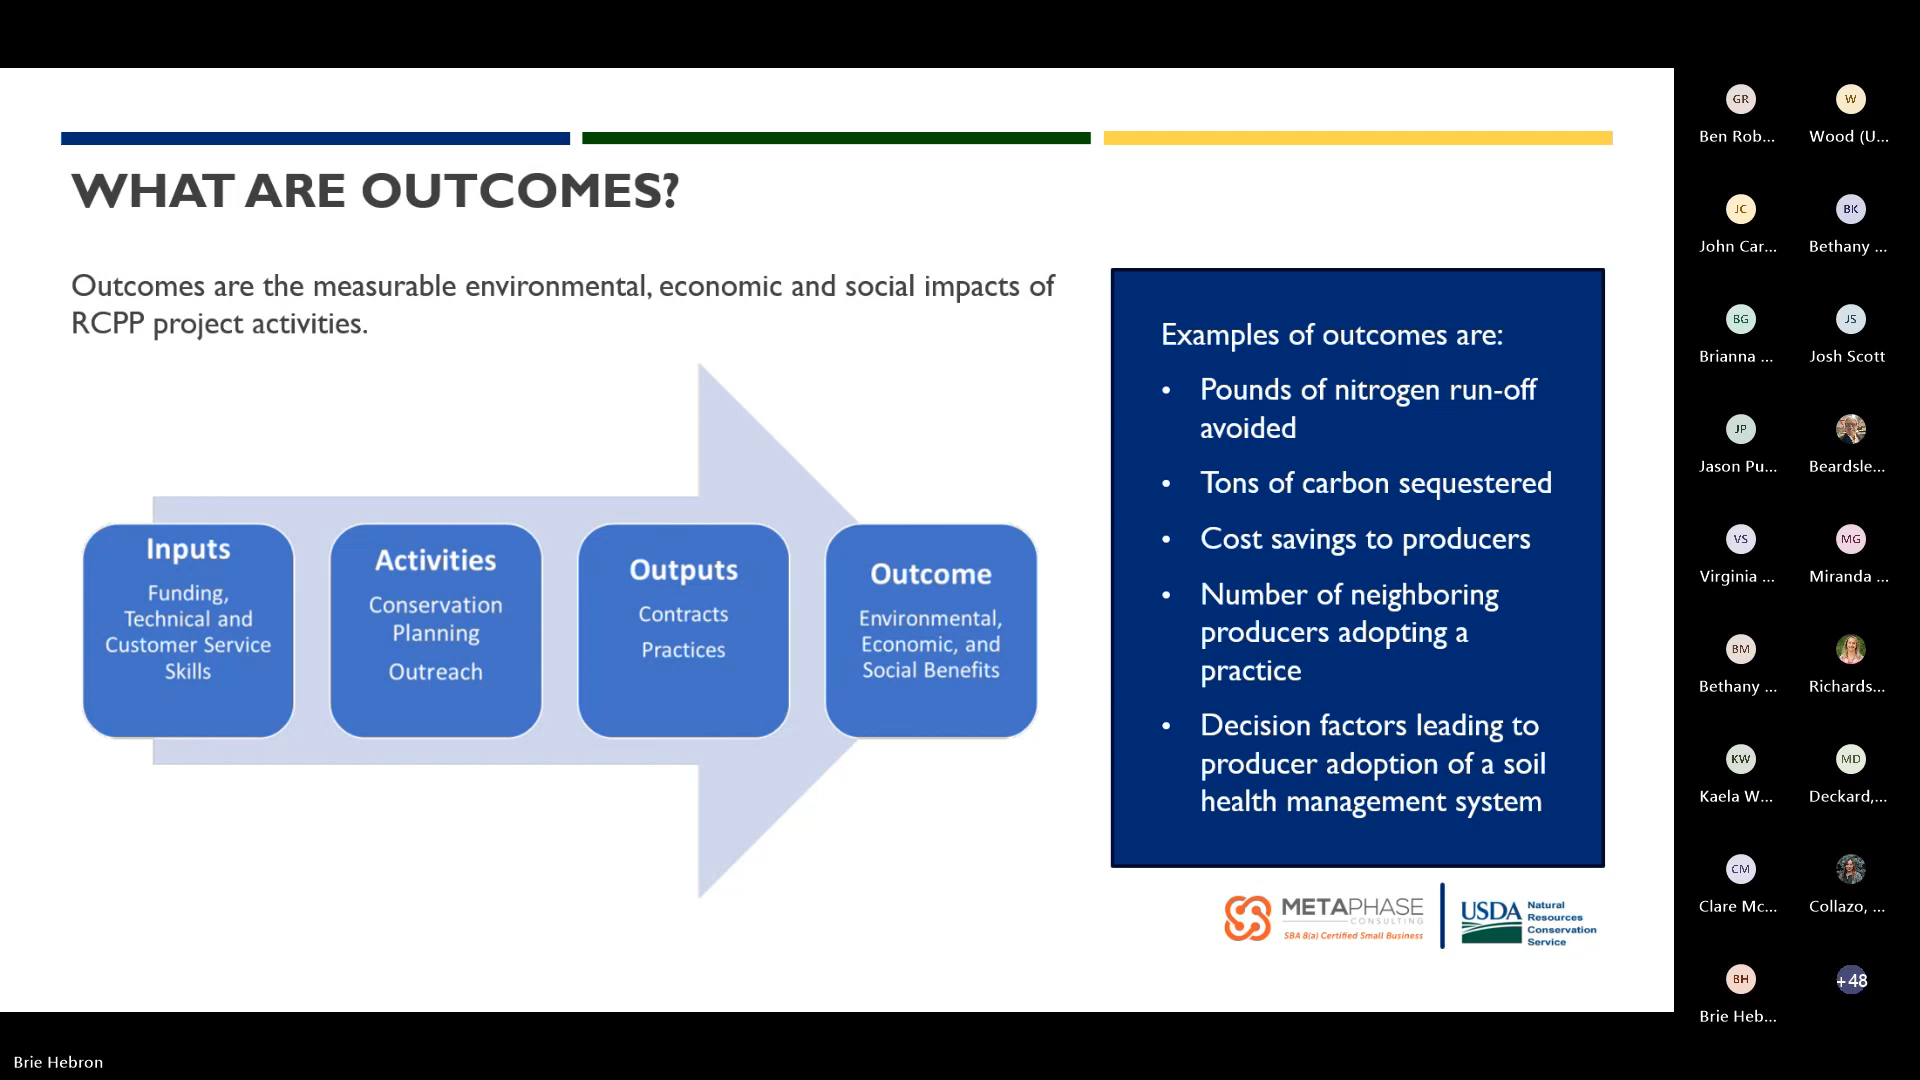 WHAT ARE OUTCOMES?
Outcomes are the measurable environmental, economic and social impacts of
RCPP project activities.
Inputs
Funding,
Technical and
Customer Service
Skills
Activities
Conservation
Planning
Outreach
Outputs
Contracts
Practices
Outcome
Environmental,
Economic, and
Social Benefits
Examples of outcomes are:
• Pounds of nitrogen run-off
avoided
• Tons of carbon sequestered
• Cost savings to producers
• Number of neighboring
producers adopting a
practice
• Decision factors leading to
producer adoption of a soil
health management system
METAPHASE
CONSULTING
SBA 8(a) Certified Small Business
USDA
Natural
Resources
Conservation
Service
GR
Ben Rob...
W
Wood (U...
JC
John Car...
BK
Bethany ...
BG
Brianna ...
JS
Josh Scott
JP
Jason Pu...
Beardsle...
VS
Virginia ...
MG
Miranda ...
BM
Bethany ...
Richards...
KW
Kaela W...
MD
Deckard,...
CM
Clare Mc...
Collazo, ...
BH
Brie Heb...
+48
Brie Hebron